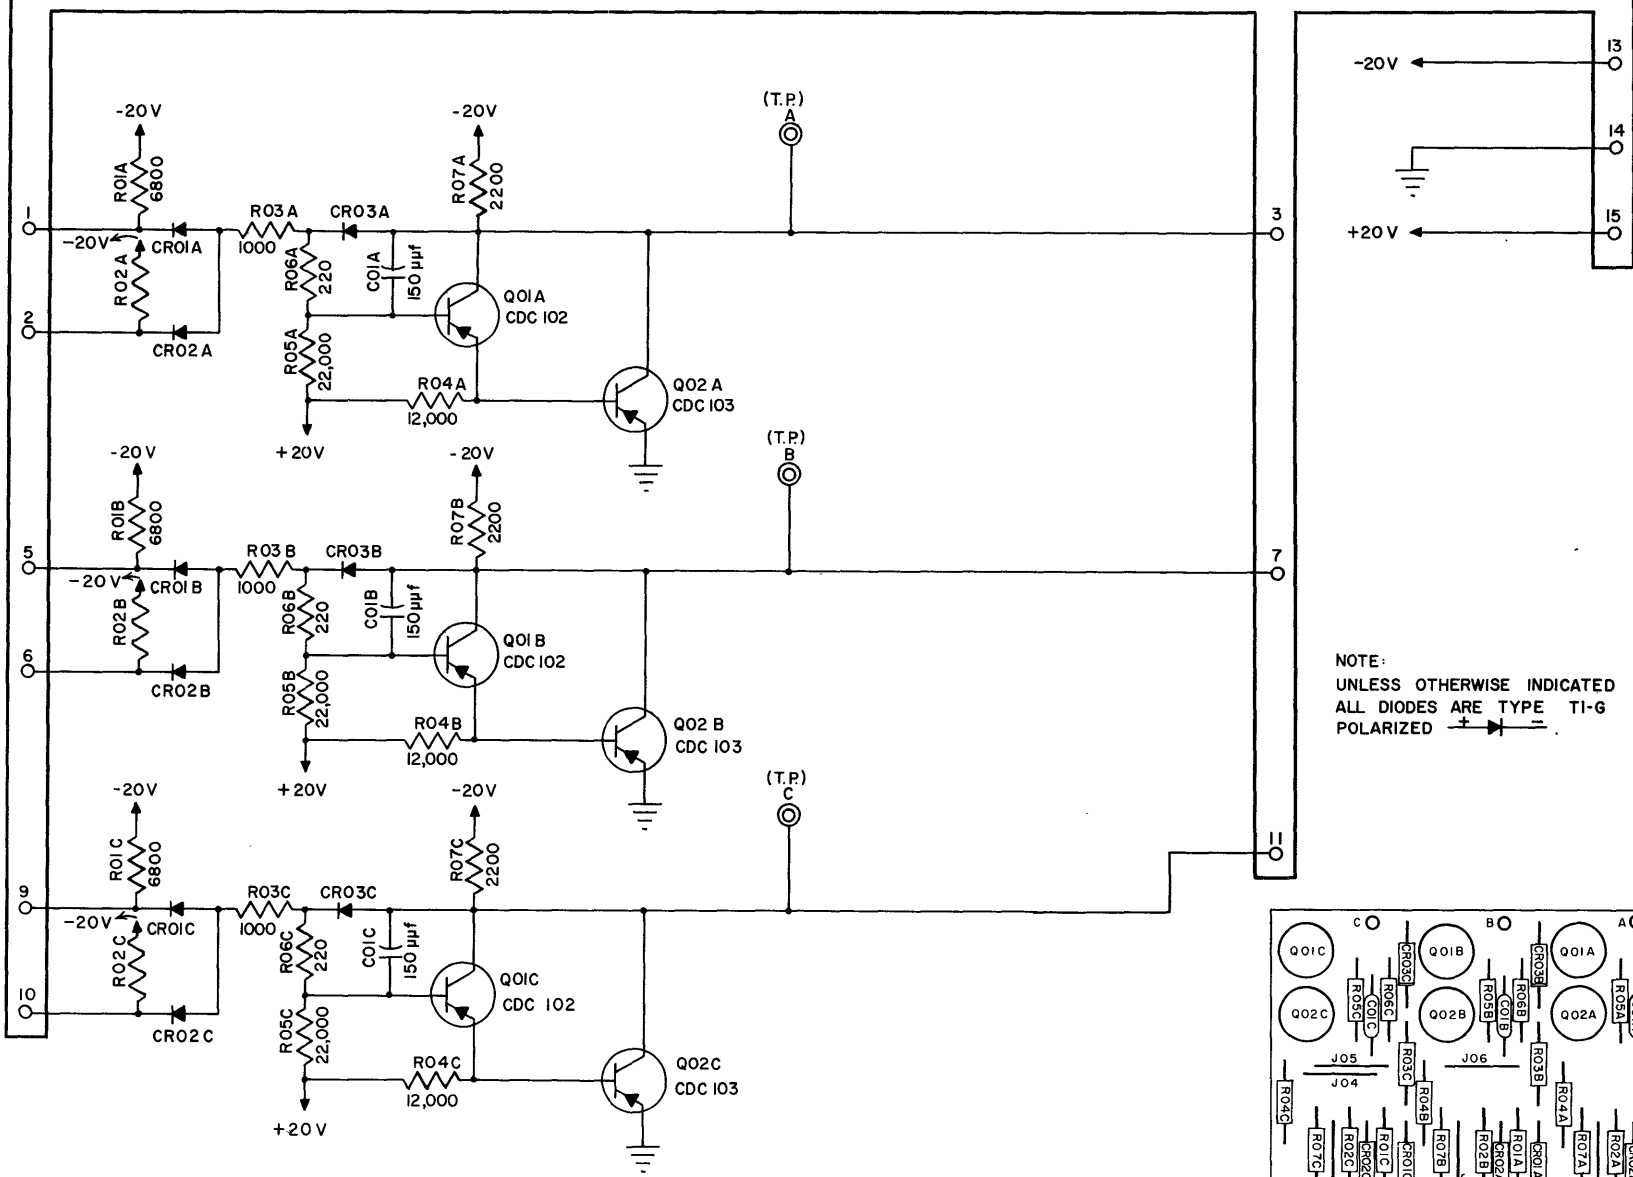 -20V
R01A
6800
1
-20V
CR01A
R02A
2
CR02A
R03A
1000
CR03A
R06A
220
C01A
150 µµf
R07A
2200
-20V
Q01A
CDC 102
R05A
22,000
R04A
12,000
+20V
Q02A
CDC 103
(T.P.)
A
3
-20V
13
14
+20V
15
-20V
R01B
6800
5
-20V
CR01B
R02B
6
CR02B
R03B
1000
CR03B
R06B
220
C01B
150 µµf
R07B
2200
-20V
Q01B
CDC 102
R05B
22,000
R04B
12,000
+20V
Q02B
CDC 103
(T.P.)
B
7
NOTE:
UNLESS OTHERWISE INDICATED
ALL DIODES ARE TYPE TI-G
POLARIZED + -
-20V
R01C
6800
9
-20V
CR01C
R02C
10
CR02C
R03C
1000
CR03C
R06C
220
C01C
150 µµf
R07C
2200
-20V
Q01C
CDC 102
R05C
22,000
R04C
12,000
+20V
Q02C
CDC 103
(T.P.)
C
11
C
B
A
Q01C
CR03C
Q01B
CR03B
Q01A
Q02C
R05C
C01C
R06C
Q02B
R05B
C01B
R06B
Q02A
R05A
J05
J04
R03C
J06
R03B
R04C
R04B
R04A
R07C
R02C
CR02C
R01C
CR01C
R07B
R02B
R01A
CR01A
R07A
R02A